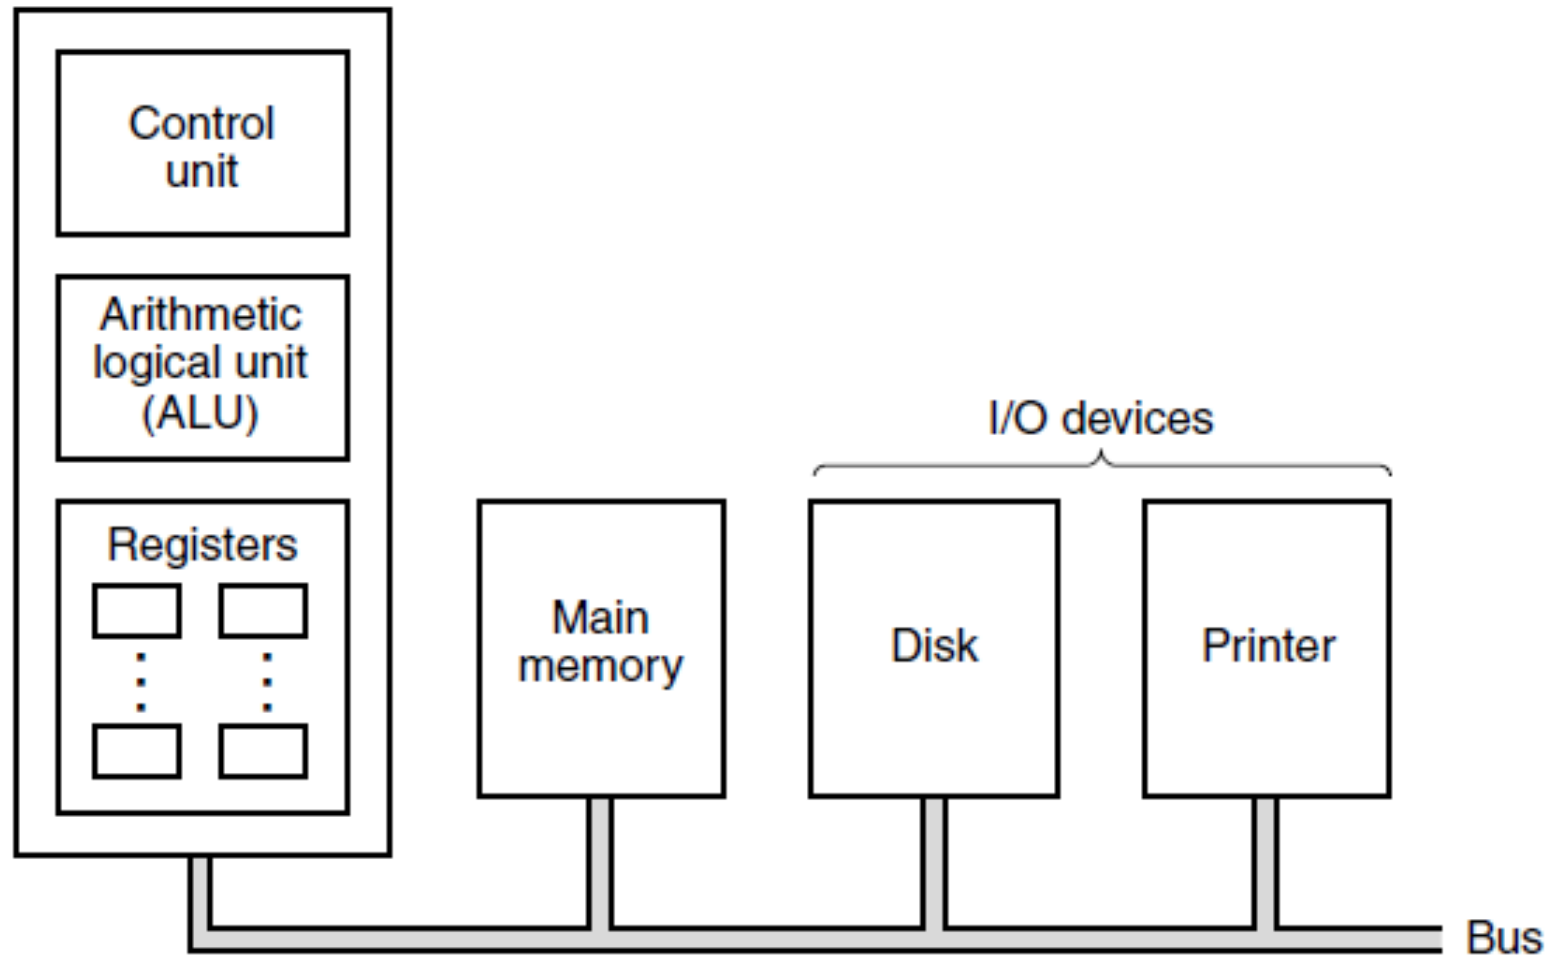 Control
unit
Arithmetic
logical unit
(ALU)
Registers
I/O devices
Main
memory
Disk
Printer
Bus